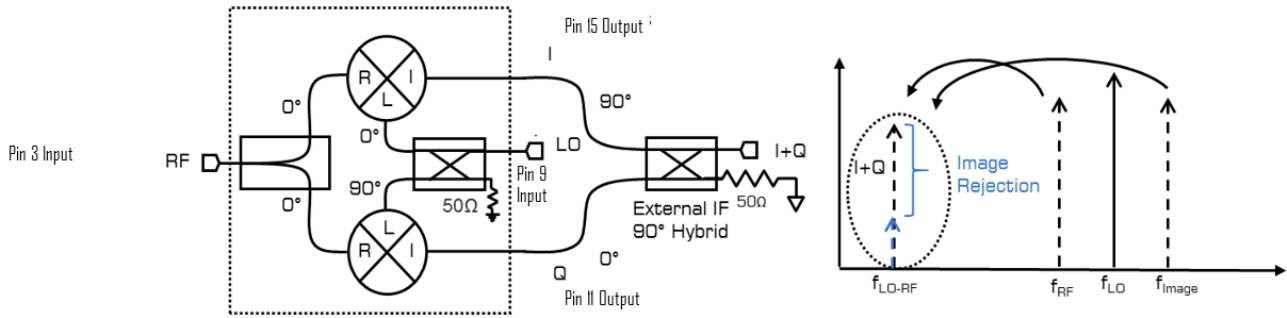 Pin 15 Output ;
I
R I
L
0°
90°
0°
Pin 3 Input
RF
LO
I+Q
Pin 9
Input
90°
0°
50Ω
50Ω
External IF
90° Hybrid
L
R I
0°
Q
Pin 11 Output
I+Q
Image
Rejection
fLO-RF
fRF
fLO
fImage